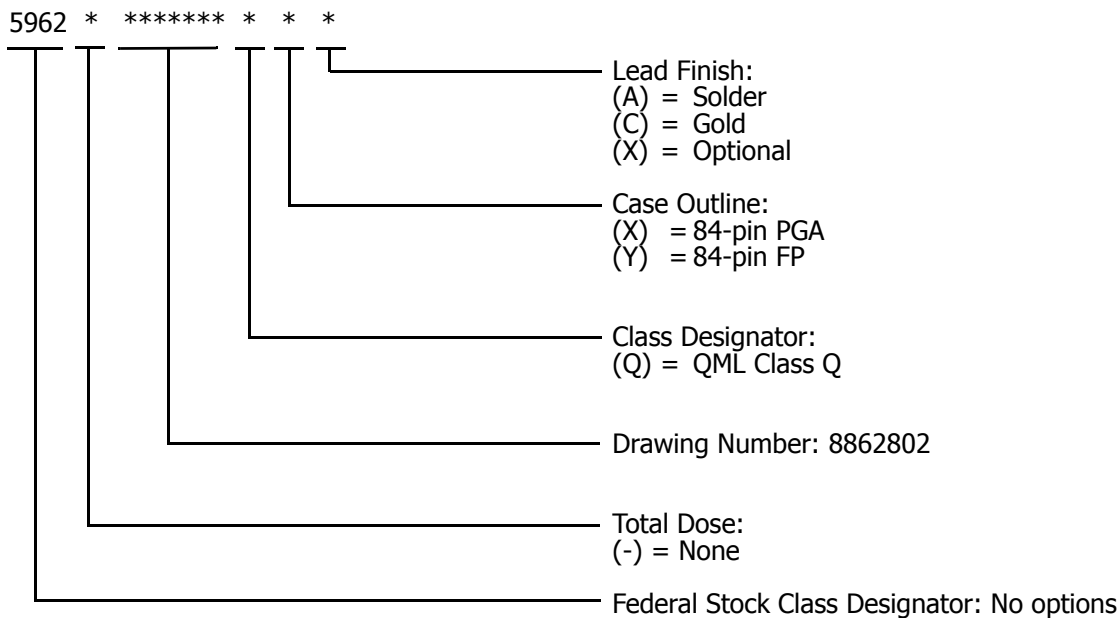 5962 * ******* * * *
Lead Finish:
(A) = Solder
(C) = Gold
(X) = Optional
Case Outline:
(X) = 84-pin PGA
(Y) = 84-pin FP
Class Designator:
(Q) = QML Class Q
Drawing Number: 8862802
Total Dose:
(-) = None
Federal Stock Class Designator: No options